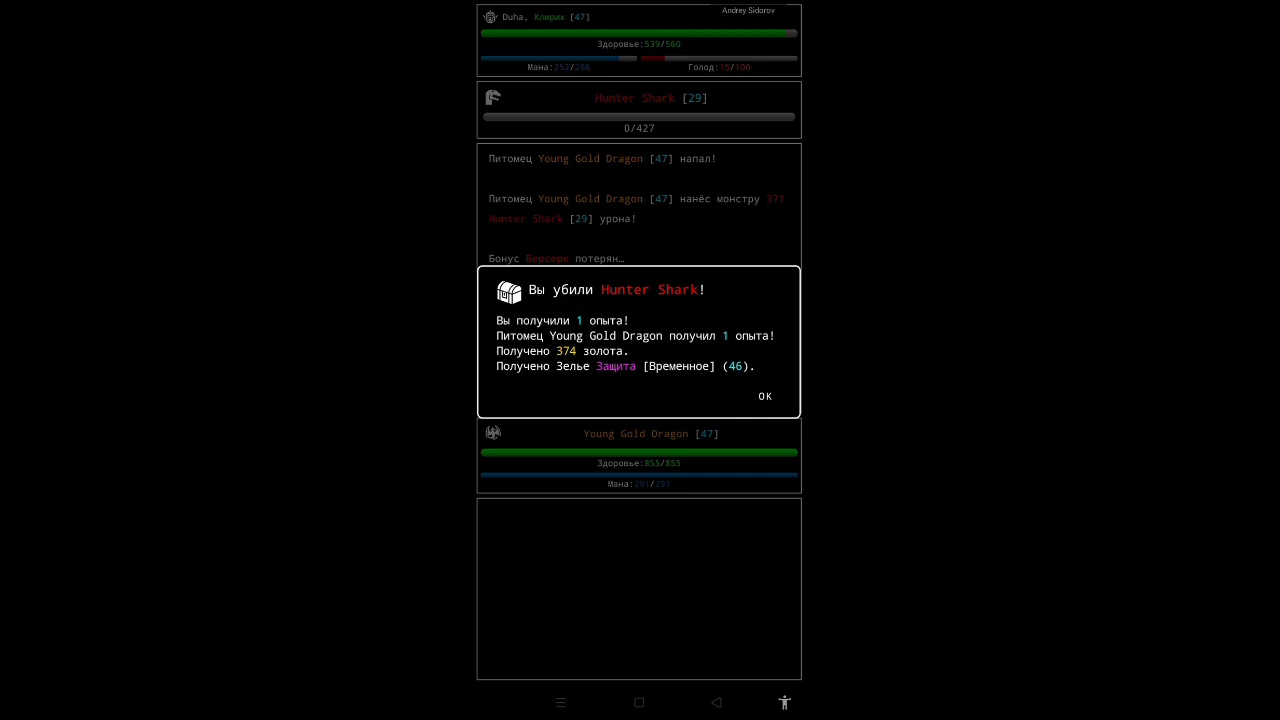 Andrey Sidorov
Duha, Клирик [47]
Здоровье:539/560
Мана:252/286
Голод:15/100
Hunter Shark [29]
0/427
Питомец Young Gold Dragon [47] напал!
Питомец Young Gold Dragon [47] нанёс монстру 371
Hunter Shark [29] урона!
Бонус Берсерк потерян…
Вы убили Hunter Shark!
Вы получили 1 опыта!
Питомец Young Gold Dragon получил 1 опыта!
Получено 374 золота.
Получено Зелье Защита [Временное] (46).
OK
Young Gold Dragon [47]
Здоровье:855/855
Мана:291/291